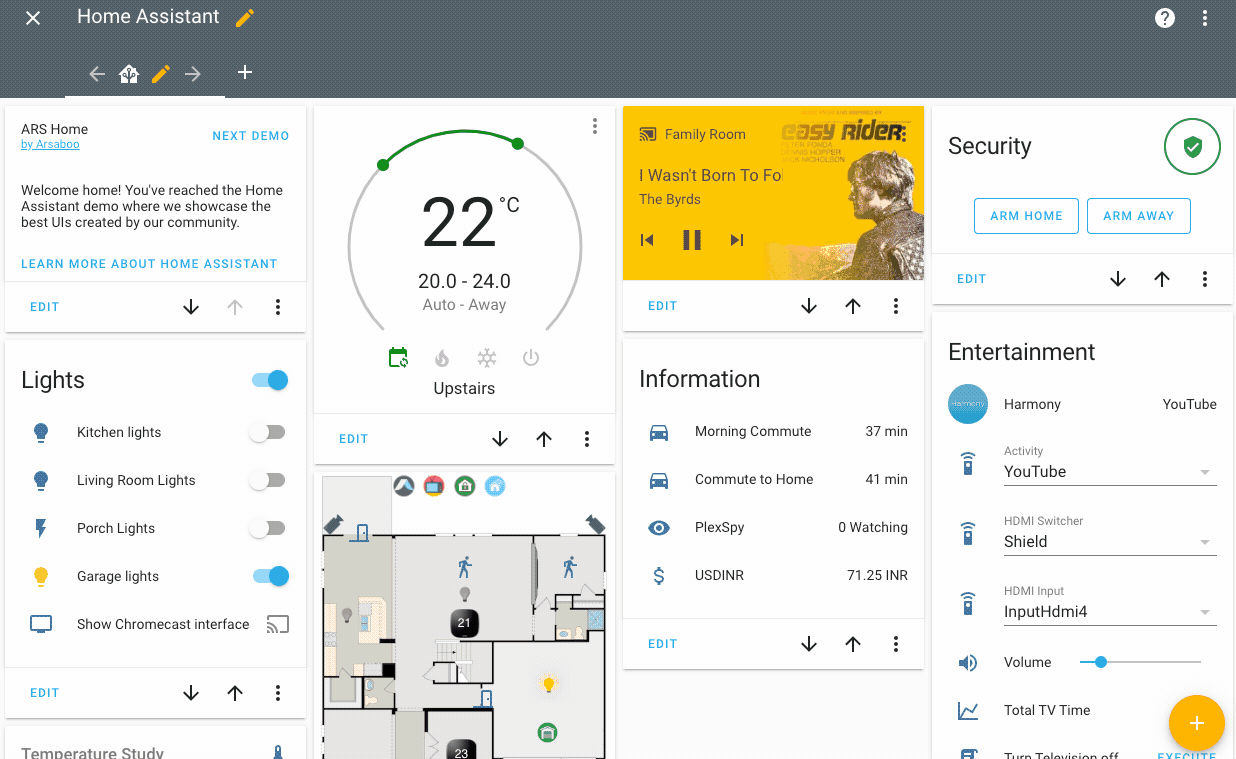 Home Assistant
ARS Home
NEXT DEMO
by Arsaboo
Welcome home! You've reached the Home
Assistant demo where we showcase the
best UIs created by our community.
LEARN MORE ABOUT HOME ASSISTANT
EDIT
Lights
Kitchen lights
Living Room Lights
Porch Lights
Garage lights
Show Chromecast interface
EDIT
Temperature Study
22 °C
20.0 - 24.0
Auto - Away
Upstairs
EDIT
21
23
Family Room
easy RIDER
PETER FONDA
DENNIS HOPPER
JACK NICHOLSON
I Wasn't Born To Fo
The Byrds
EDIT
Information
Morning Commute 37 min
Commute to Home 41 min
PlexSpy 0 Watching
USDINR 71.25 INR
EDIT
Security
ARM HOME
ARM AWAY
EDIT
Entertainment
Harmony
Harmony YouTube
Activity
YouTube
HDMI Switcher
Shield
HDMI Input
InputHdmi4
Volume
Total TV Time
Turn Television off EXECUTE